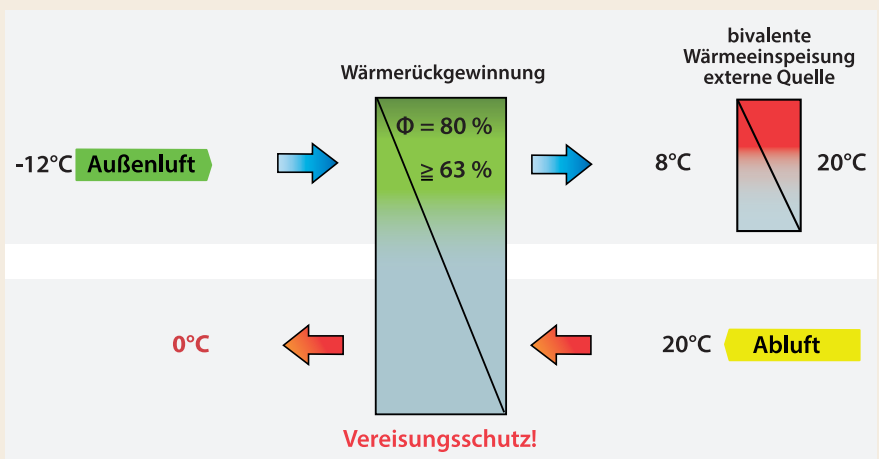 bivalente
Wärmeeinspeisung
externe Quelle
Wärmerückgewinnung
Φ = 80 %
≧ 63 %
-12°C Außenluft
8°C
20°C
0°C
20°C Abluft
Vereisungsschutz!